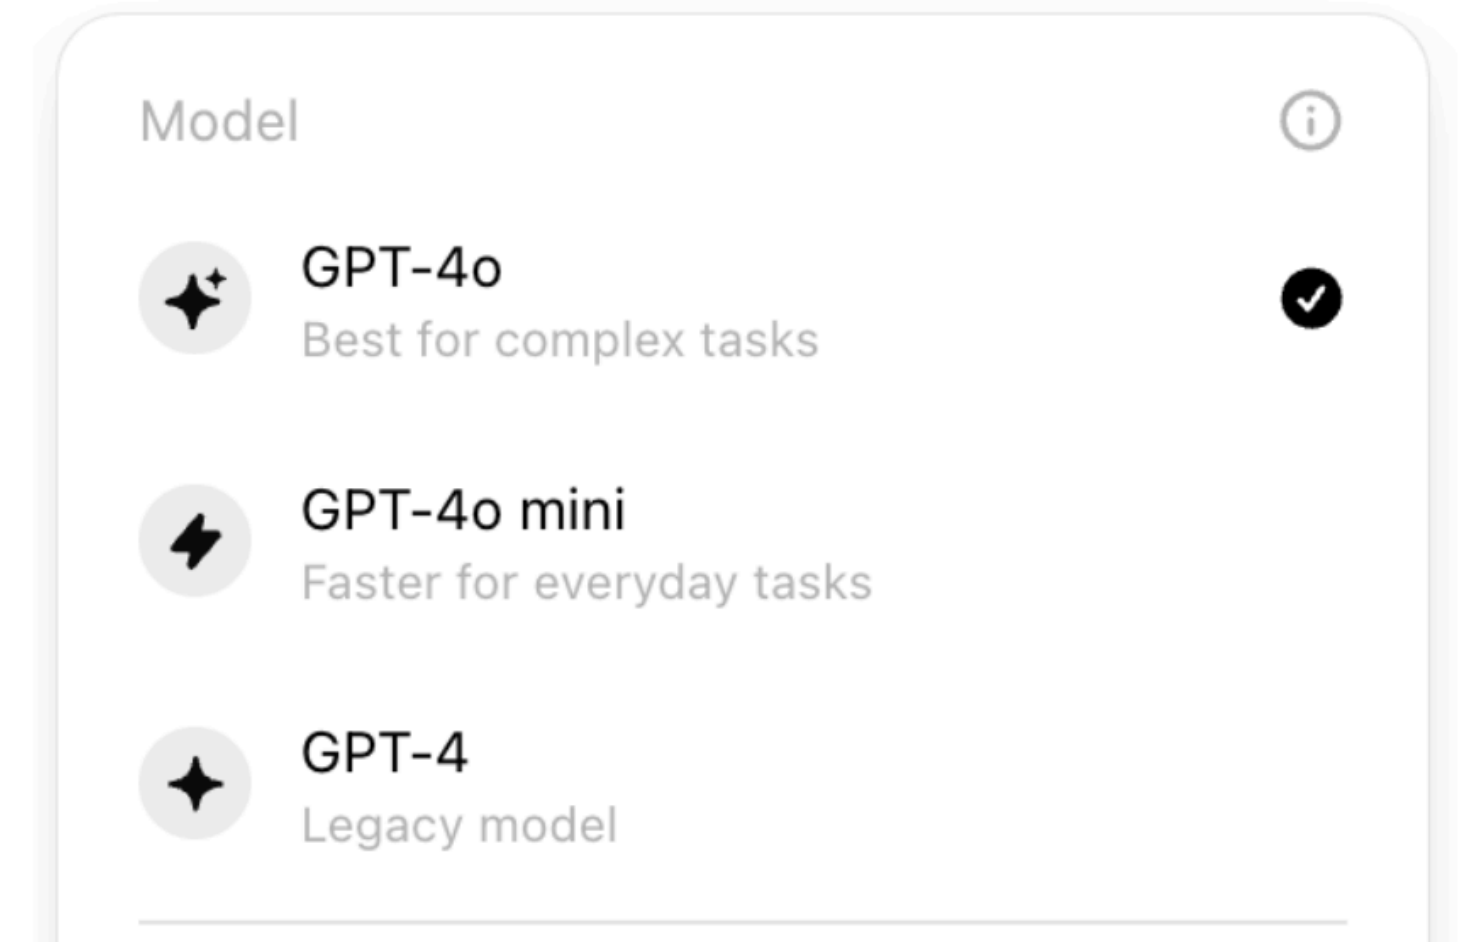 Model
GPT-4o
Best for complex tasks
GPT-4o mini
Faster for everyday tasks
GPT-4
Legacy model